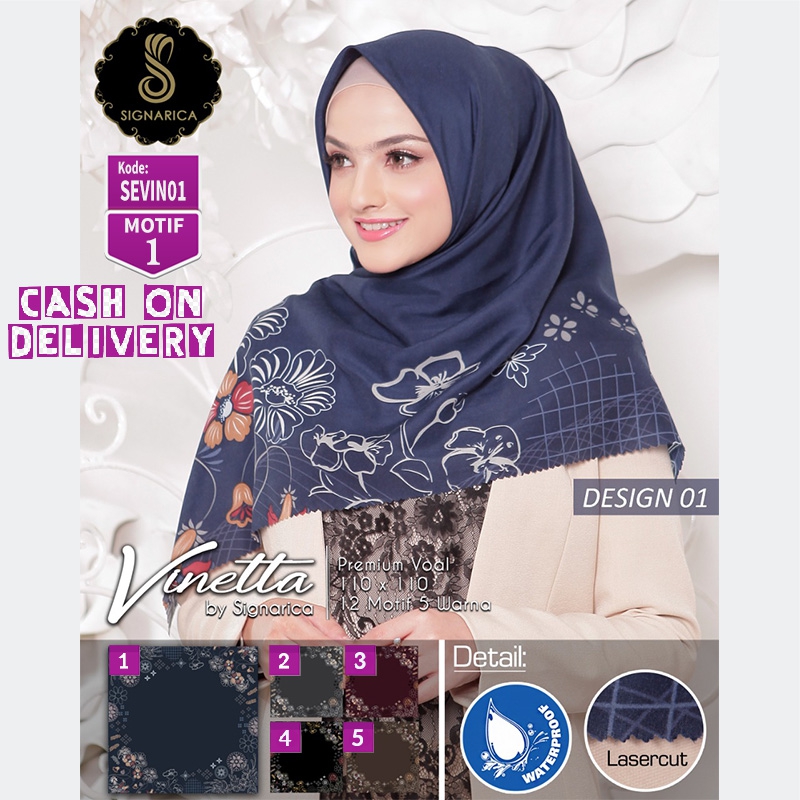 SIGNARICA
Kode:
SEVIN01
MOTIF
1
CASH ON
DELIVERY
DESIGN 01
Vinetta
by Signarica
Premium Voal
110 x 110
12 Motif 5 Warna
1
2
3
4
5
Detail:
WATERPROOF
Lasercut